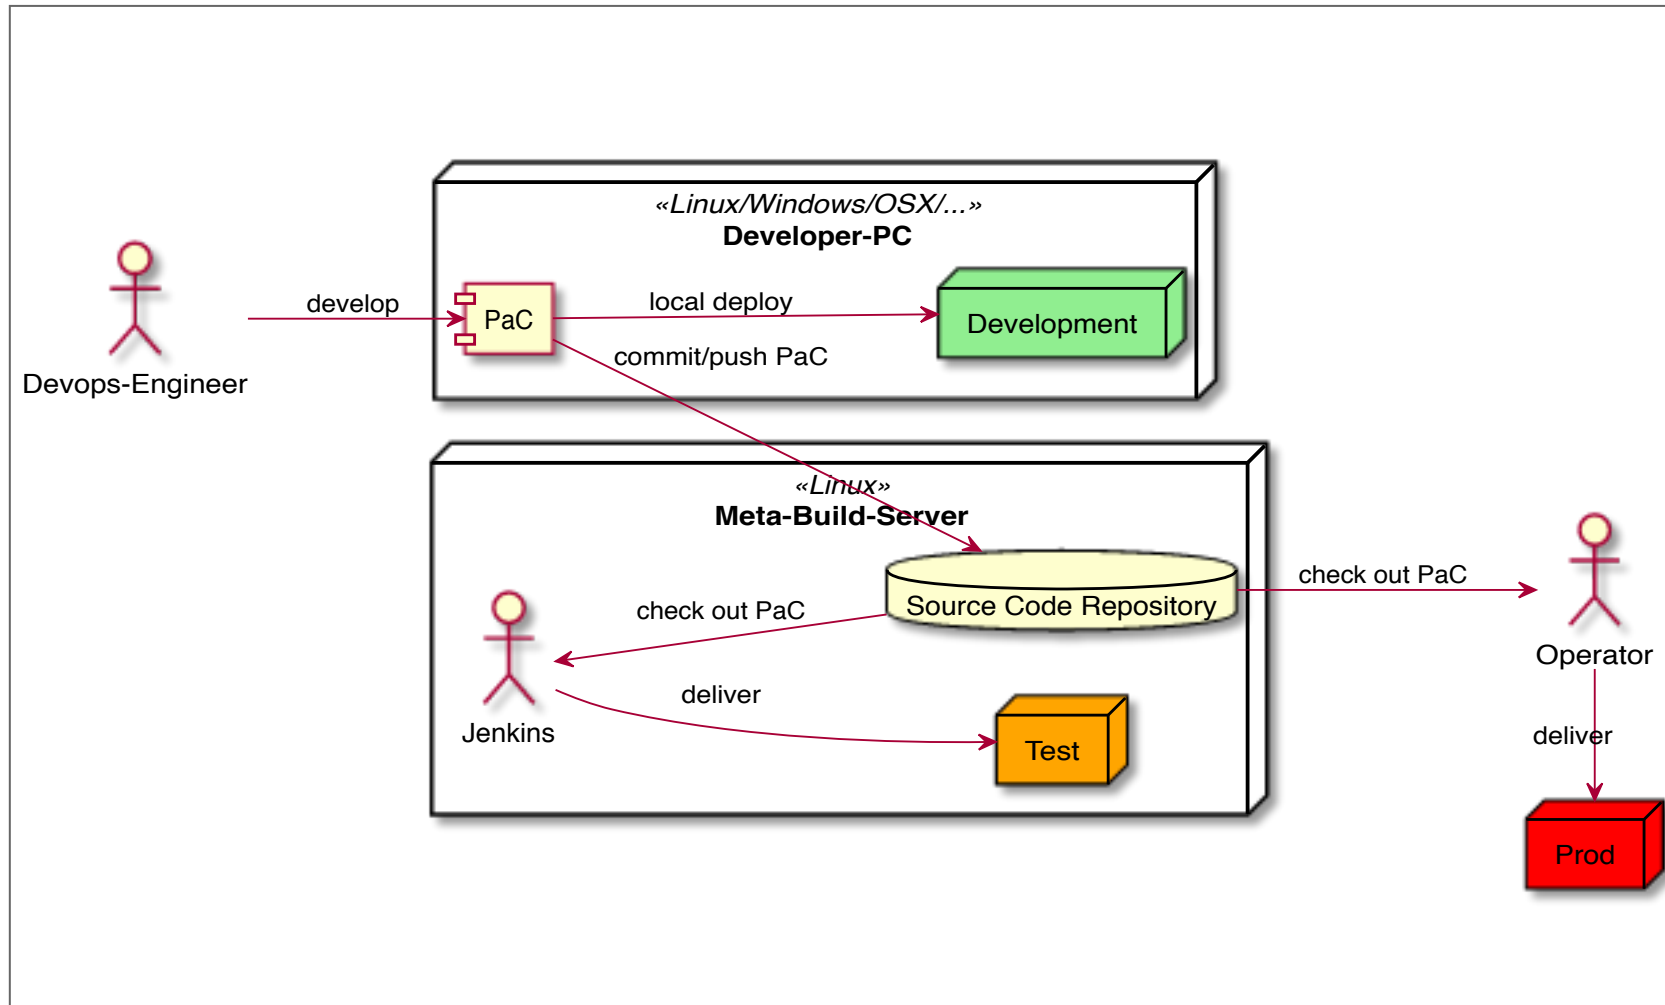 «Linux/Windows/OSX/...»
Developer-PC
Devops-Engineer
develop
PaC
local deploy
Development
commit/push PaC
«Linux»
Meta-Build-Server
Source Code Repository
check out PaC
Jenkins
deliver
Test
check out PaC
Operator
deliver
Prod